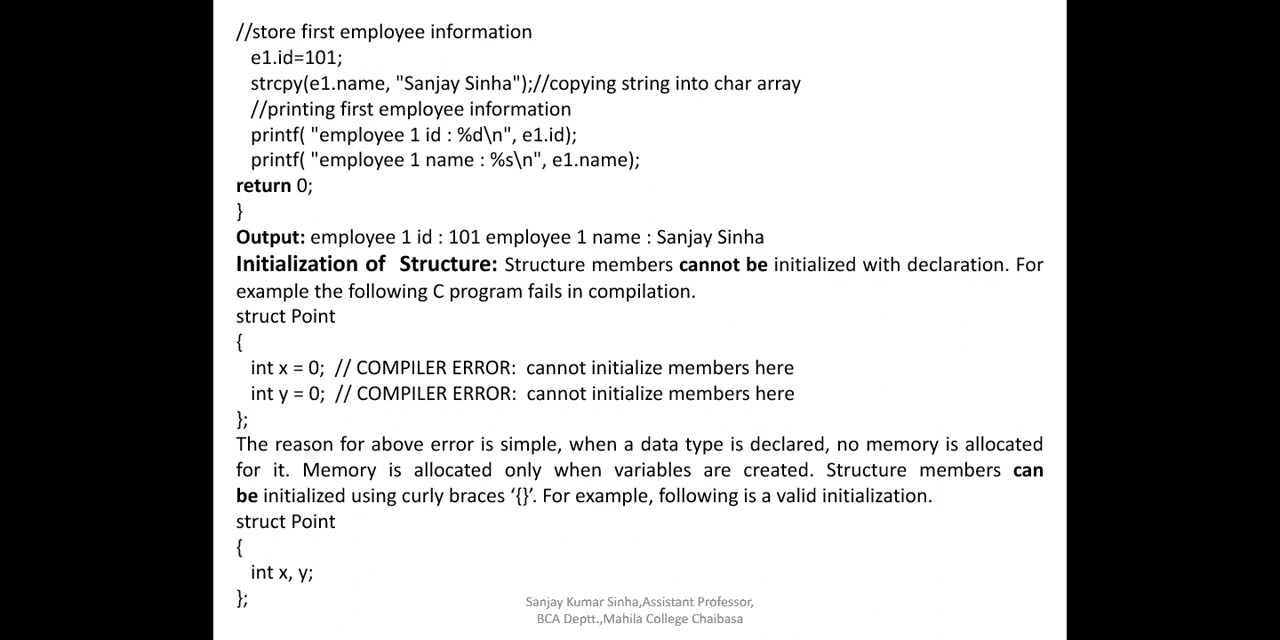 //store first employee information
e1.id=101;
strcpy(e1.name, "Sanjay Sinha");//copying string into char array
//printing first employee information
printf( "employee 1 id : %d\n", e1.id);
printf( "employee 1 name : %s\n", e1.name);
return 0;
}
Output: employee 1 id : 101 employee 1 name : Sanjay Sinha
Initialization of Structure: Structure members cannot be initialized with declaration. For
example the following C program fails in compilation.
struct Point
{
int x = 0; // COMPILER ERROR: cannot initialize members here
int y = 0; // COMPILER ERROR: cannot initialize members here
};
The reason for above error is simple, when a data type is declared, no memory is allocated
for it. Memory is allocated only when variables are created. Structure members can
be initialized using curly braces ‘{}’. For example, following is a valid initialization.
struct Point
{
int x, y;
};
Sanjay Kumar Sinha,Assistant Professor,
BCA Deptt.,Mahila College Chaibasa